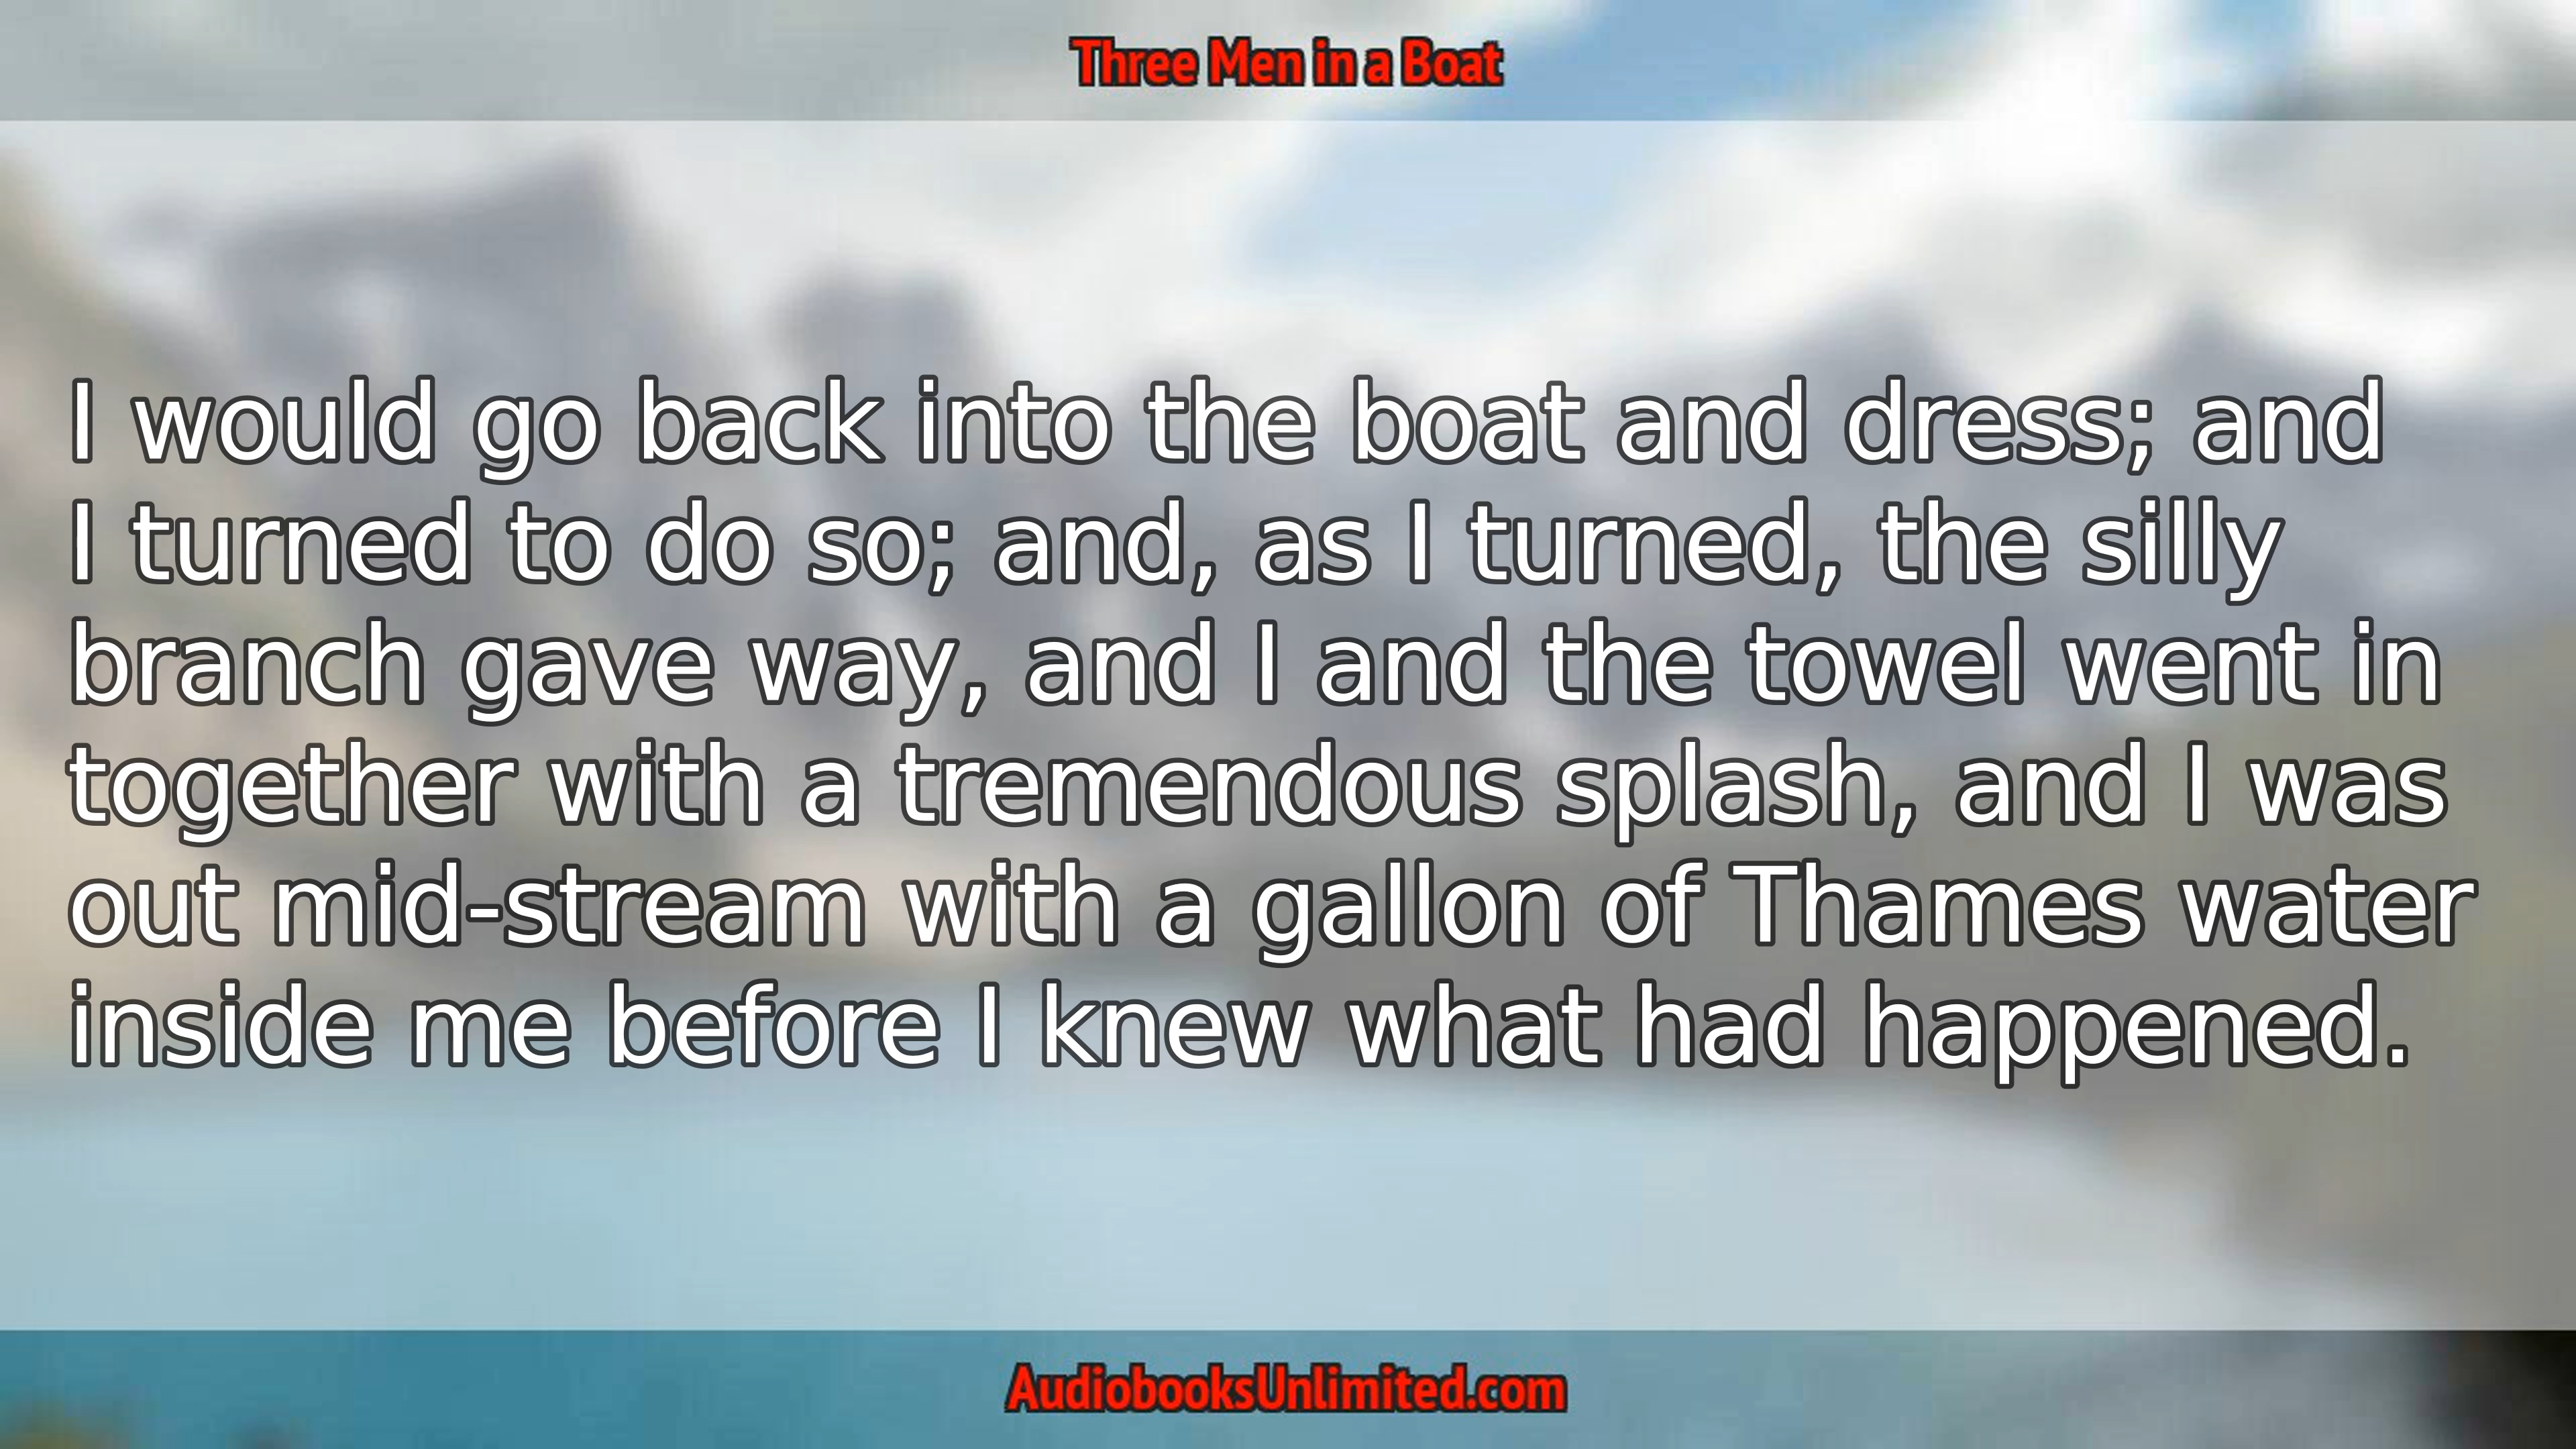 Three Men in a Boat
I would go back into the boat and dress; and
I turned to do so; and, as I turned, the silly
branch gave way, and I and the towel went in
together with a tremendous splash, and I was
out mid-stream with a gallon of Thames water
inside me before I knew what had happened.
AudiobooksUnlimited.com